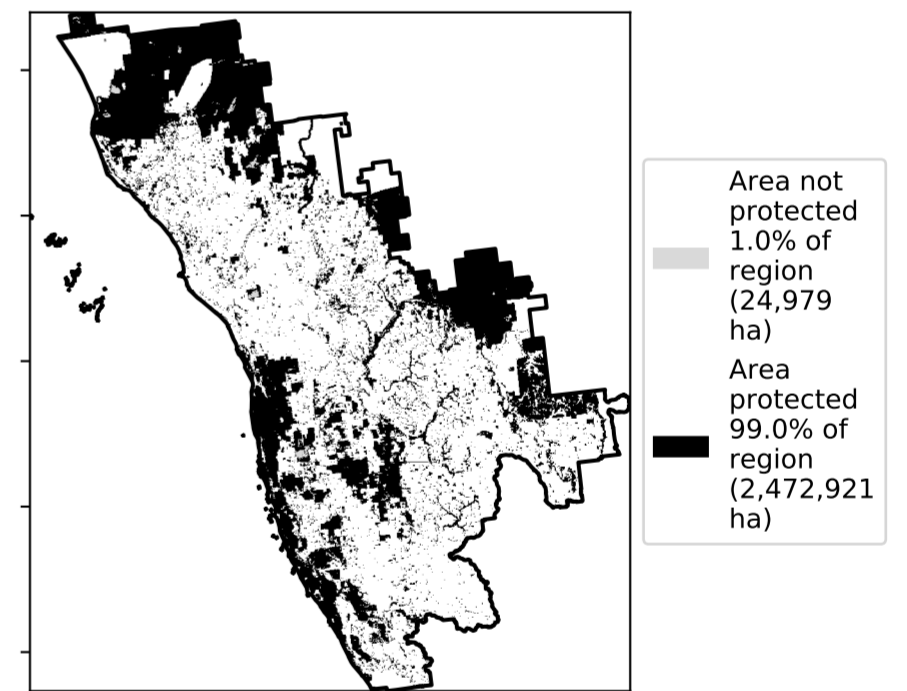 Area not
protected
1.0% of
region
(24,979
ha)
Area
protected
99.0% of
region
(2,472,921
ha)